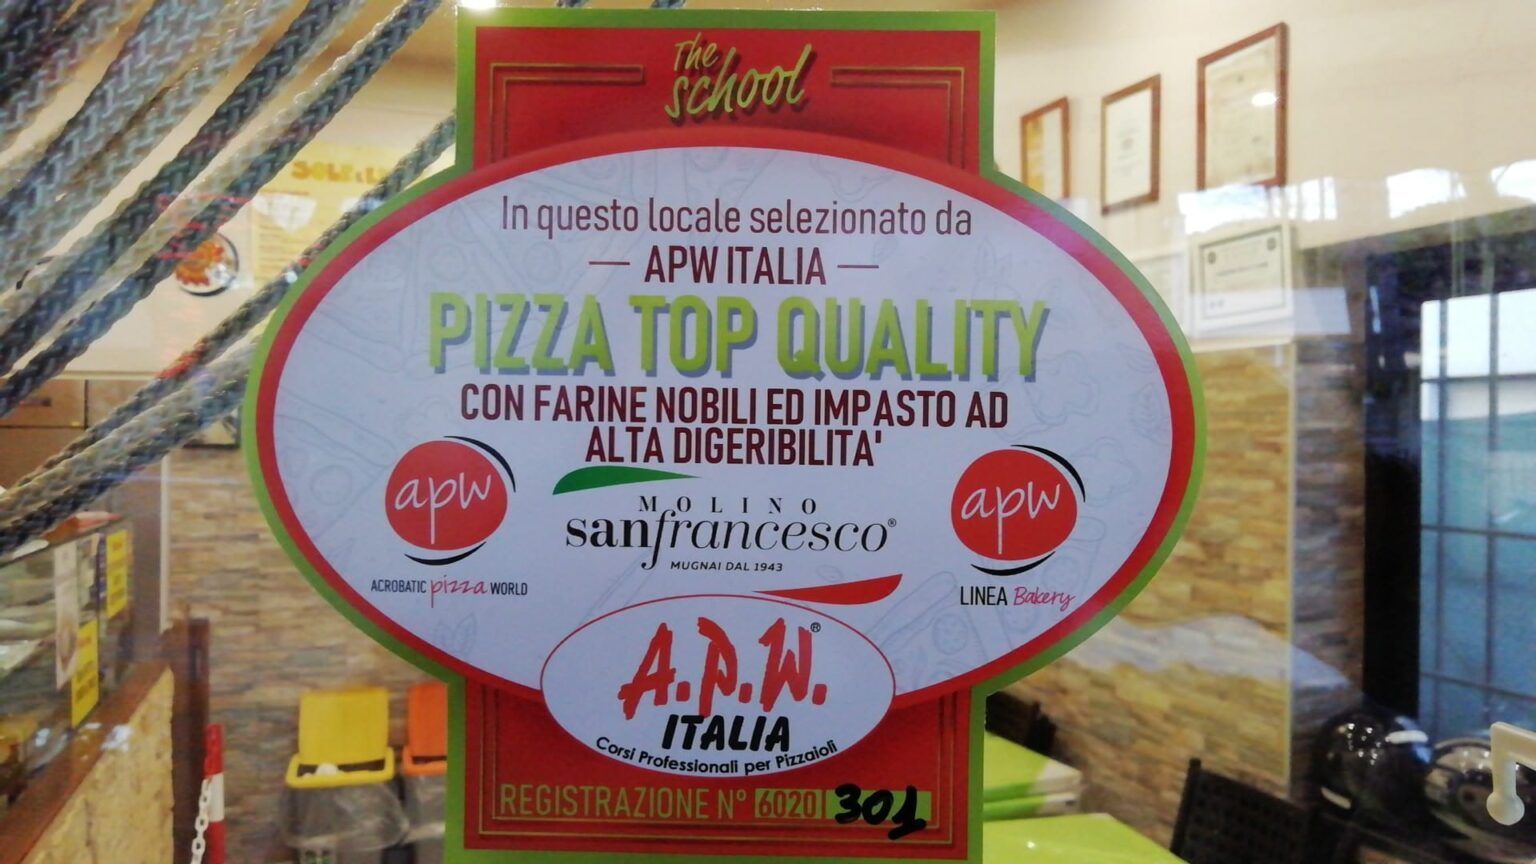 The
school
In questo locale selezionato da
— APW ITALIA —
PIZZA TOP QUALITY
CON FARINE NOBILI ED IMPASTO AD
ALTA DIGERIBILITA'
apw
ACROBATIC pizza WORLD
MOLINO
sanfrancesco®
MUGNAI DAL 1943
apw
LINEA Bakery
A.P.W.®
ITALIA
Corsi Professionali per Pizzaioli
REGISTRAZIONE N° 6020 301